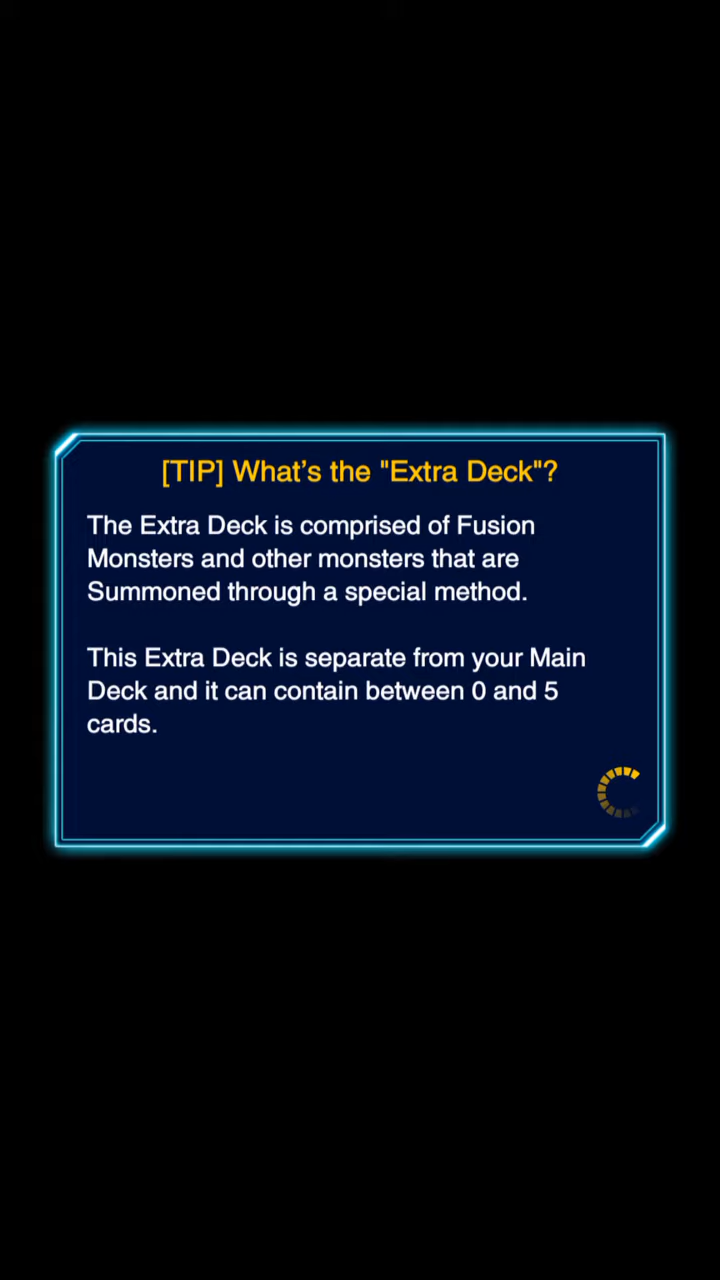 [TIP] What’s the "Extra Deck"?
The Extra Deck is comprised of Fusion
Monsters and other monsters that are
Summoned through a special method.
This Extra Deck is separate from your Main
Deck and it can contain between 0 and 5
cards.